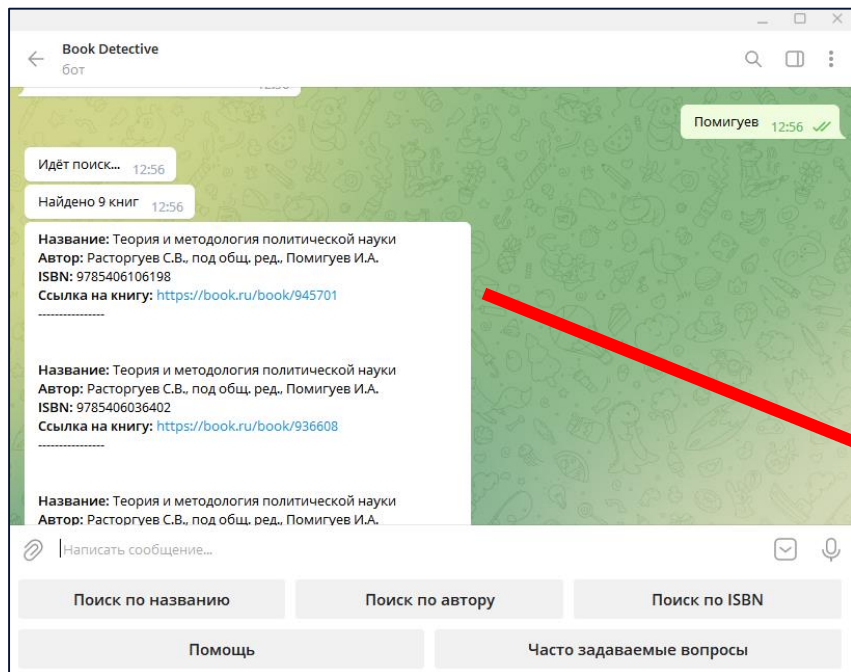 Book Detective
бот
Помигуев 12:56
Идёт поиск... 12:56
Найдено 9 книг 12:56
Название: Теория и методология политической науки
Автор: Расторгуев С.В., под общ. ред., Помигуев И.А.
ISBN: 9785406106198
Ссылка на книгу: https://book.ru/book/945701
----------------
Название: Теория и методология политической науки
Автор: Расторгуев С.В., под общ. ред., Помигуев И.А.
ISBN: 9785406036402
Ссылка на книгу: https://book.ru/book/936608
----------------
Название: Теория и методология политической науки
Автор: Расторгуев С.В., под общ. ред., Помигуев И.А.
Написать сообщение...
Поиск по названию
Поиск по автору
Поиск по ISBN
Помощь
Часто задаваемые вопросы